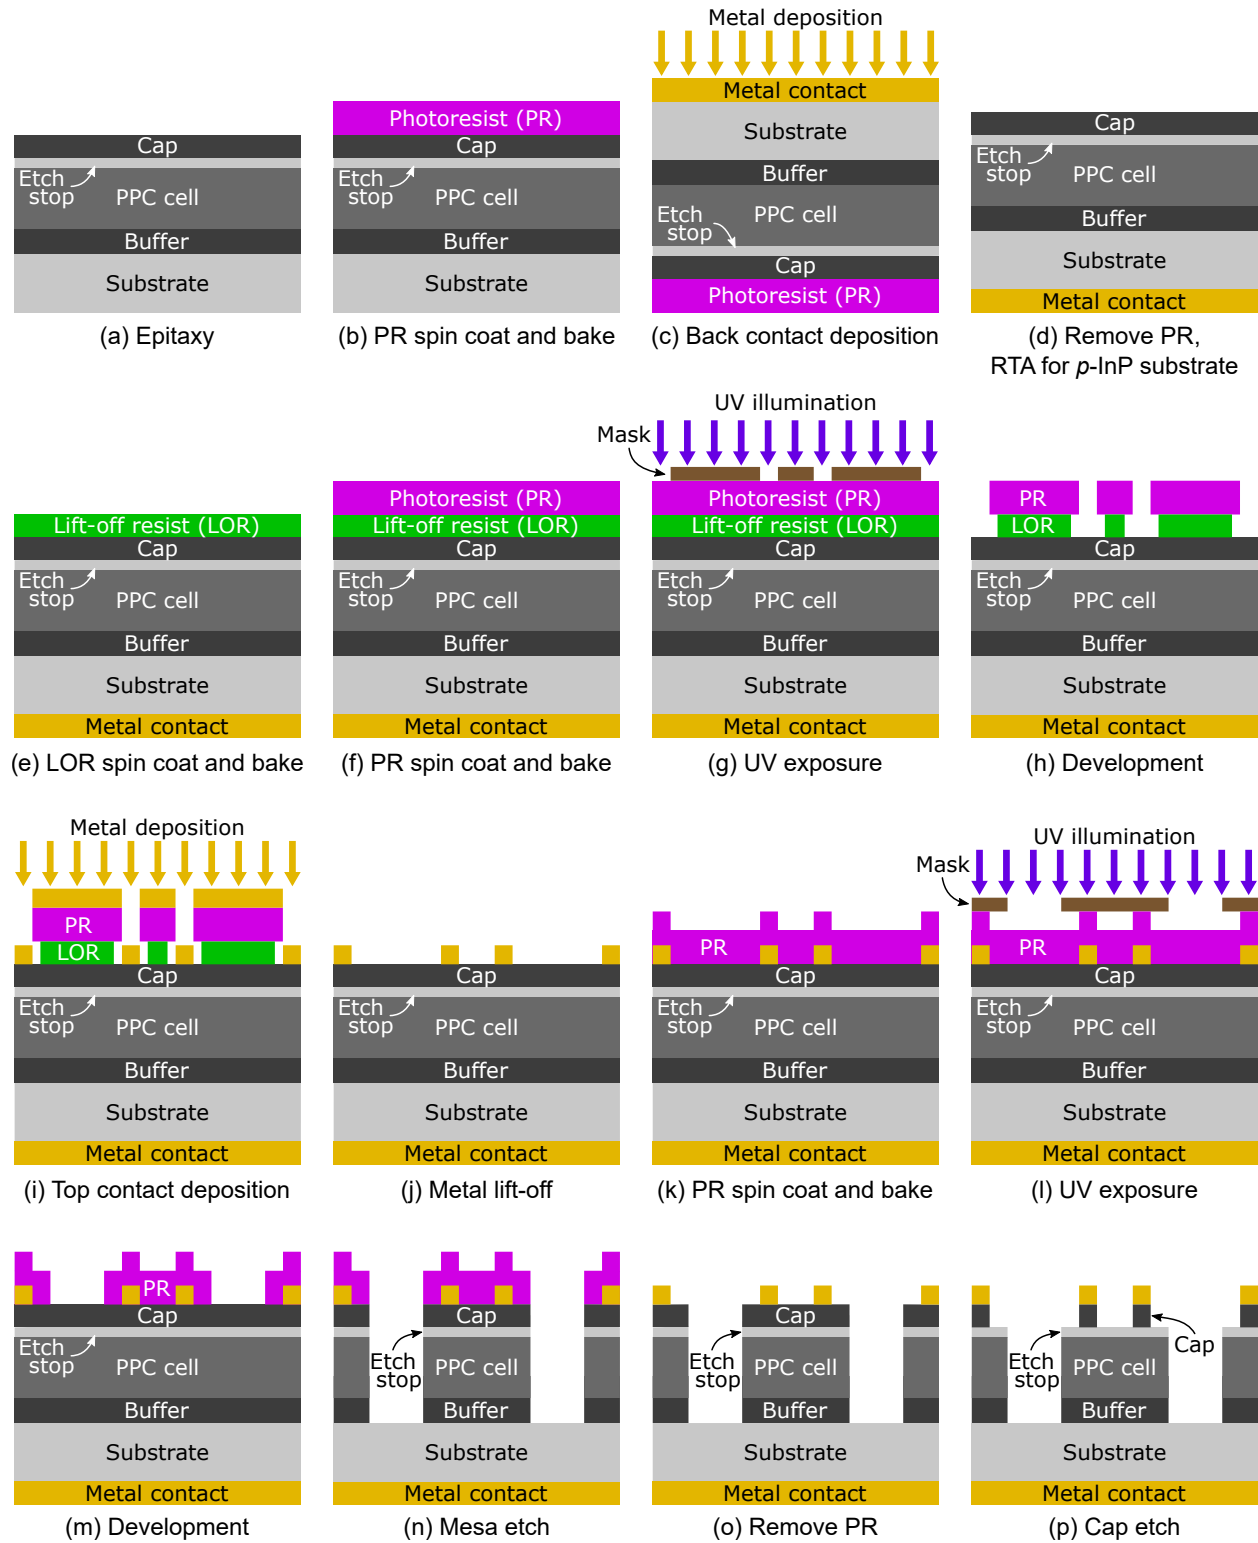 Metal deposition
Cap
Etch
stop
PPC cell
Buffer
Substrate
(a) Epitaxy
Photoresist (PR)
Cap
Etch
stop
PPC cell
Buffer
Substrate
(b) PR spin coat and bake
Metal contact
Substrate
Buffer
PPC cell
Etch
stop
Cap
Photoresist (PR)
(c) Back contact deposition
Cap
Etch
stop
PPC cell
Buffer
Substrate
Metal contact
(d) Remove PR,
RTA for p-InP substrate
Lift-off resist (LOR)
Cap
Etch
stop
PPC cell
Buffer
Substrate
Metal contact
(e) LOR spin coat and bake
Photoresist (PR)
Lift-off resist (LOR)
Cap
Etch
stop
PPC cell
Buffer
Substrate
Metal contact
(f) PR spin coat and bake
UV illumination
Mask
Photoresist (PR)
Lift-off resist (LOR)
Cap
Etch
stop
PPC cell
Buffer
Substrate
Metal contact
(g) UV exposure
PR
LOR
Cap
Etch
stop
PPC cell
Buffer
Substrate
Metal contact
(h) Development
Metal deposition
PR
LOR
Cap
Etch
stop
PPC cell
Buffer
Substrate
Metal contact
(i) Top contact deposition
Cap
Etch
stop
PPC cell
Buffer
Substrate
Metal contact
(j) Metal lift-off
PR
Cap
Etch
stop
PPC cell
Buffer
Substrate
Metal contact
(k) PR spin coat and bake
UV illumination
Mask
PR
Cap
Etch
stop
PPC cell
Buffer
Substrate
Metal contact
(l) UV exposure
PR
Cap
Etch
stop
PPC cell
Buffer
Substrate
Metal contact
(m) Development
Cap
Etch
stop
PPC cell
Buffer
Substrate
Metal contact
(n) Mesa etch
Cap
Etch
stop
PPC cell
Buffer
Substrate
Metal contact
(o) Remove PR
Cap
Etch
stop
PPC cell
Buffer
Substrate
Metal contact
(p) Cap etch